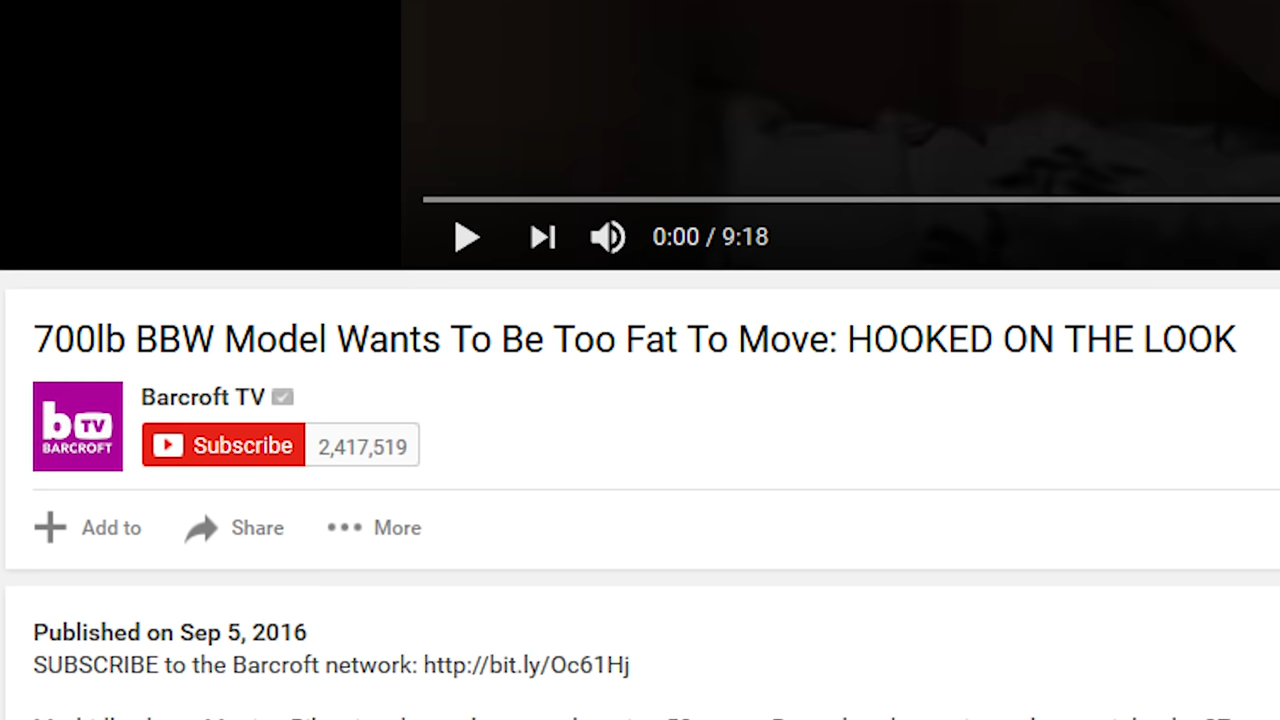 0:00 / 9:18
700lb BBW Model Wants To Be Too Fat To Move: HOOKED ON THE LOOK
b TV
BARCROFT
Barcroft TV
Subscribe 2,417,519
Add to Share More
Published on Sep 5, 2016
SUBSCRIBE to the Barcroft network: http://bit.ly/Oc61Hj